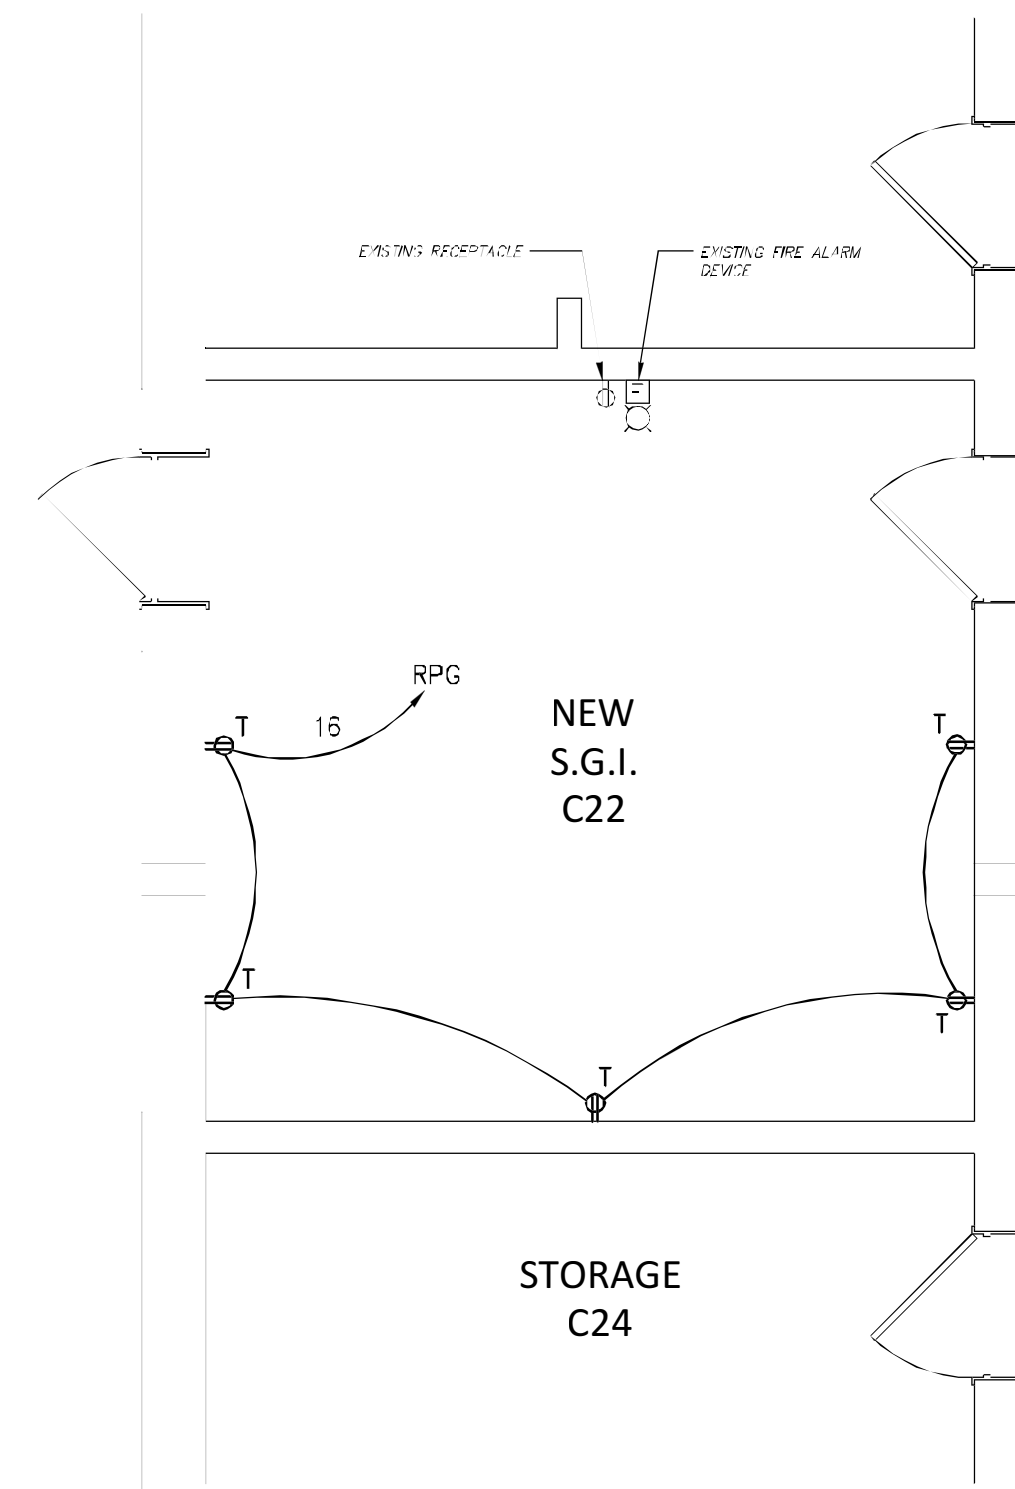 EXISTING RECEPTACLE
EXISTING FIRE ALARM
DEVICE
RPG
16
T
T
NEW
S.G.I.
C22
T
T
T
STORAGE
C24